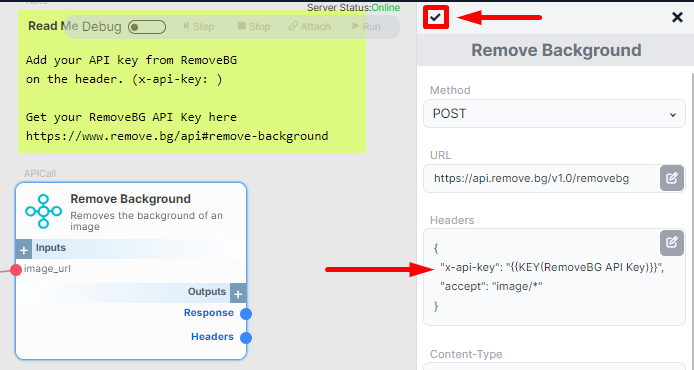 Note
Server Status:Online
Read Me
Debug
Step
Stop
Attach
Run
Add your API key from RemoveBG
on the header. (x-api-key: )
Get your RemoveBG API Key here
https://www.remove.bg/api#remove-background
APICall
Remove Background
Removes the background of an
image
Inputs
image_url
Outputs
Response
Headers
Remove Background
Method
POST
URL
https://api.remove.bg/v1.0/removebg
Headers
{
"x-api-key": "{{KEY(RemoveBG API Key)}}",
"accept": "image/*"
}
Content-Type